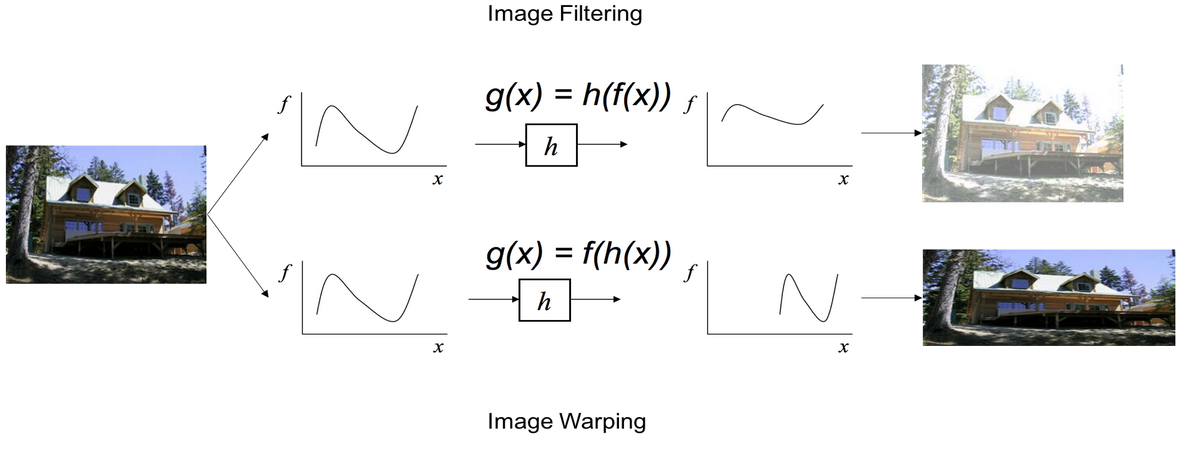 Image Filtering
g(x) = h(f(x))
f
h
x
f
x
g(x) = f(h(x))
f
h
x
f
x
Image Warping